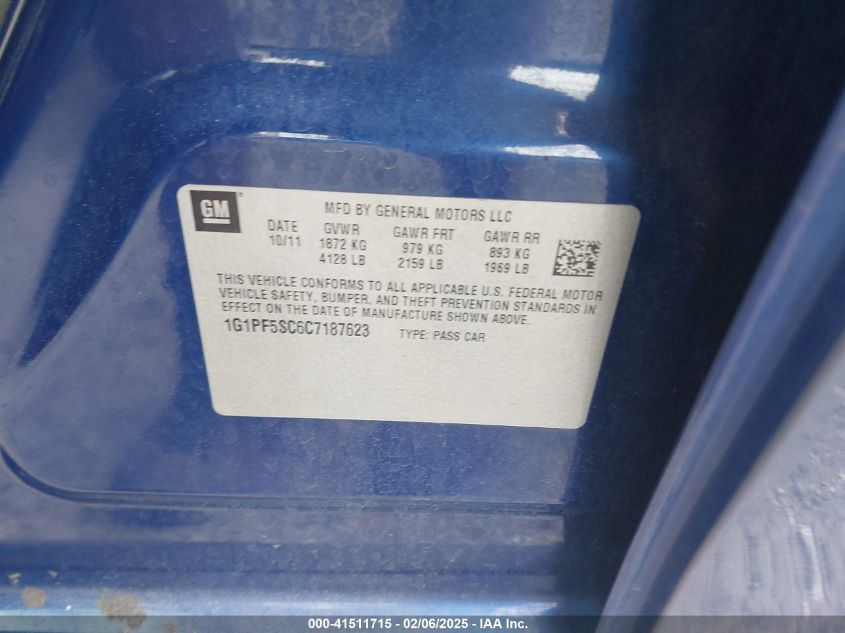 GM
MFD BY GENERAL MOTORS LLC
DATE GVWR GAWR FRT GAWR RR
10/11 1872 KG 979 KG 893 KG
4128 LB 2159 LB 1969 LB
THIS VEHICLE CONFORMS TO ALL APPLICABLE U.S. FEDERAL MOTOR
VEHICLE SAFETY, BUMPER, AND THEFT PREVENTION STANDARDS IN
EFFECT ON THE DATE OF MANUFACTURE SHOWN ABOVE.
1G1PF5SC6C7187623 TYPE: PASS CAR
000-41511715 - 02/06/2025 - IAA Inc.